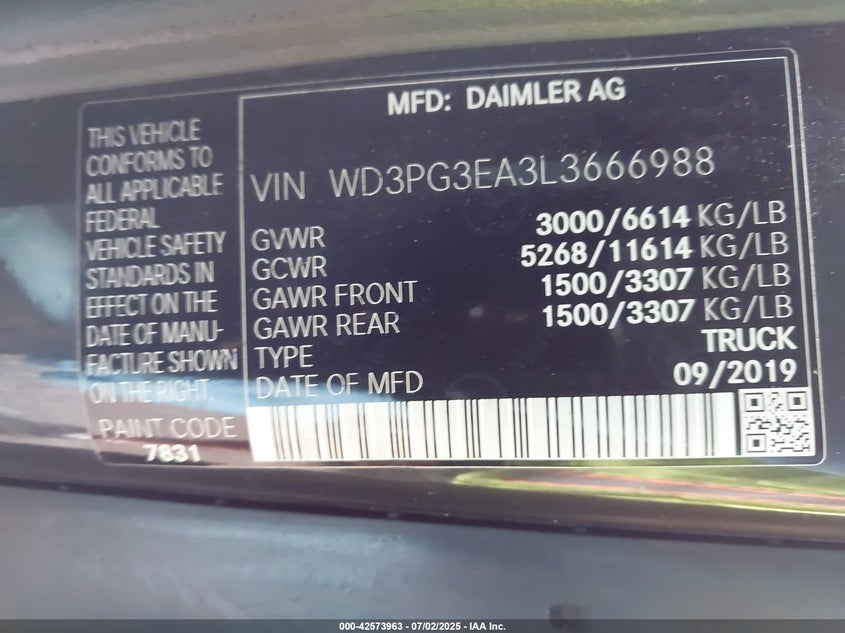 MFD: DAIMLER AG
THIS VEHICLE
CONFORMS TO
ALL APPLICABLE
FEDERAL
VEHICLE SAFETY
STANDARDS IN
EFFECT ON THE
DATE OF MANU-
FACTURE SHOWN
ON THE RIGHT.
PAINT CODE
7831
VIN WD3PG3EA3L3666988
GVWR 3000/6614 KG/LB
GCWR 5268/11614 KG/LB
GAWR FRONT 1500/3307 KG/LB
GAWR REAR 1500/3307 KG/LB
TYPE TRUCK
DATE OF MFD 09/2019
000-42573963 - 07/02/2025 - IAA Inc.